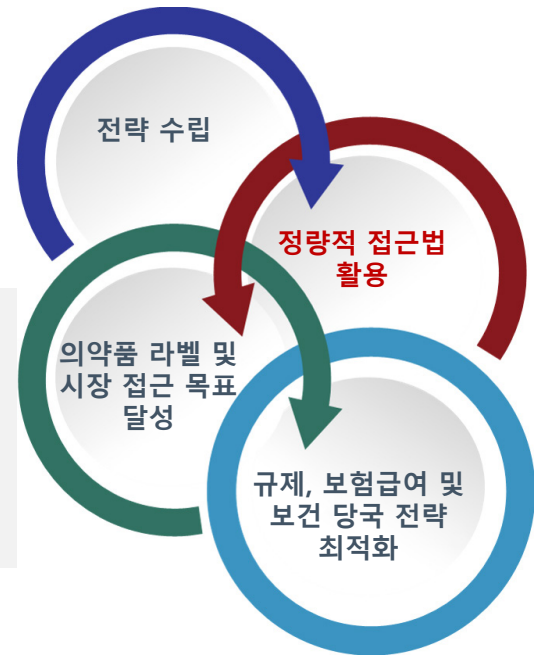 전략 수립
정량적 접근법
활용
의약품 라벨 및
시장 접근 목표
달성
규제, 보험급여 및
보건 당국 전략
최적화